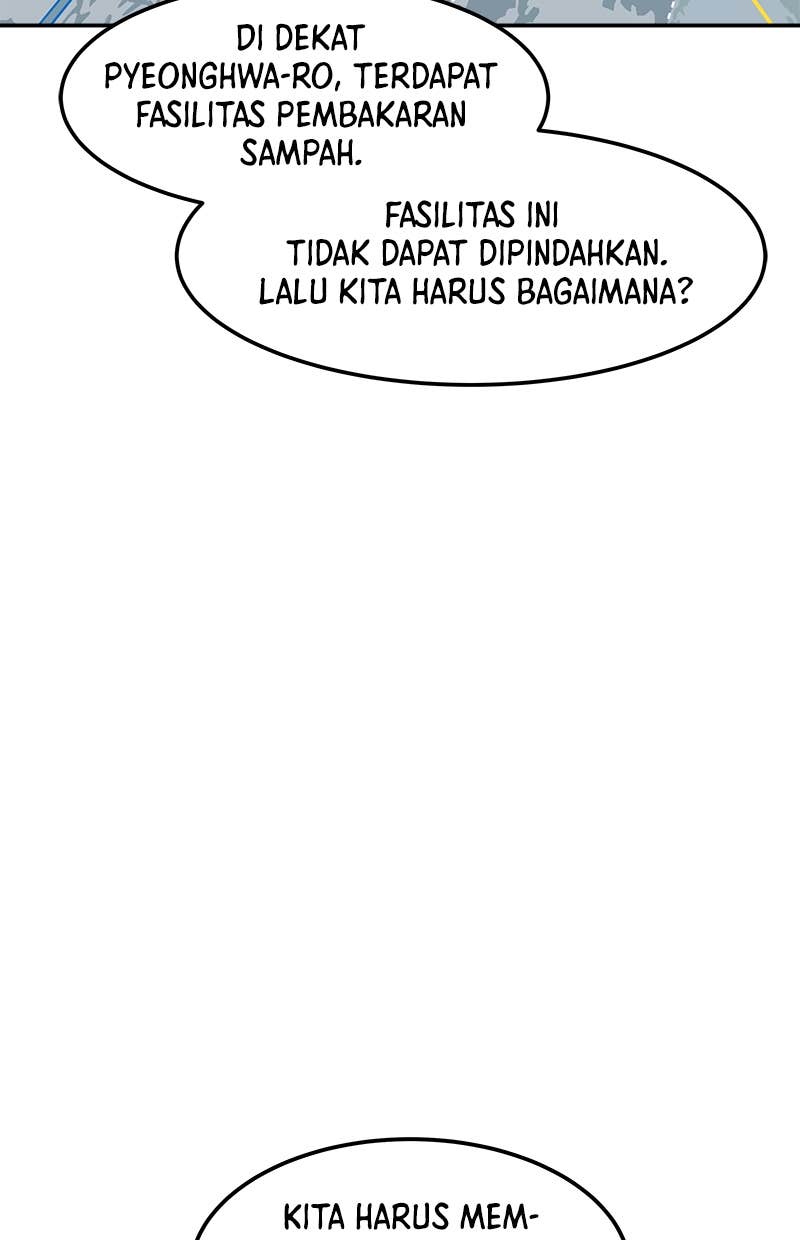 DI DEKAT
PYEONGHWA-RO, TERDAPAT
FASILITAS PEMBAKARAN
SAMPAH.
FASILITAS INI
TIDAK DAPAT DIPINDAHKAN.
LALU KITA HARUS BAGAIMANA?
KITA HARUS MEM-